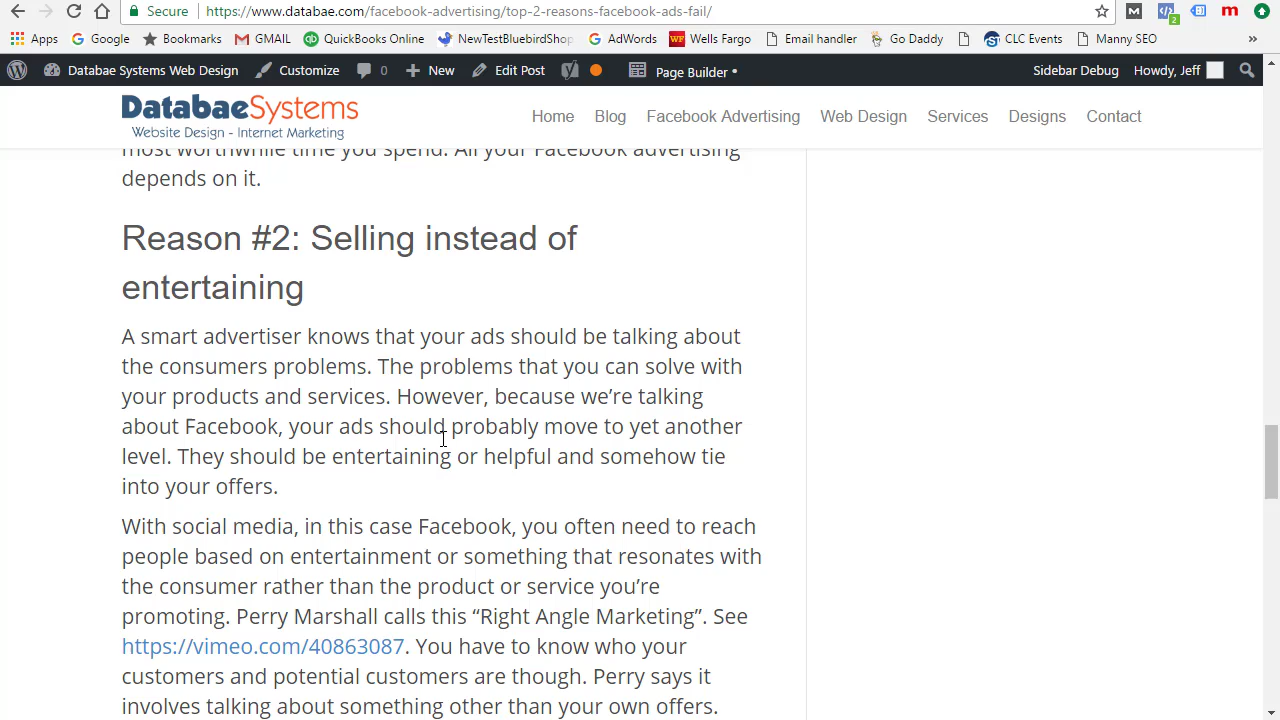 Secure https://www.databae.com/facebook-advertising/top-2-reasons-facebook-ads-fail/
2
Apps Google Bookmarks GMAIL QuickBooks Online NewTestBluebirdShop AdWords Wells Fargo Email handler Go Daddy CLC Events Manny SEO »
Databae Systems Web Design Customize 0 New Edit Post Page Builder • Sidebar Debug Howdy, Jeff
DatabaeSystems
Website Design - Internet Marketing
Home Blog Facebook Advertising Web Design Services Designs Contact
most worthwhile time you spend. All your Facebook advertising
depends on it.
Reason #2: Selling instead of
entertaining
A smart advertiser knows that your ads should be talking about
the consumers problems. The problems that you can solve with
your products and services. However, because we’re talking
about Facebook, your ads should probably move to yet another
level. They should be entertaining or helpful and somehow tie
into your offers.
With social media, in this case Facebook, you often need to reach
people based on entertainment or something that resonates with
the consumer rather than the product or service you’re
promoting. Perry Marshall calls this “Right Angle Marketing”. See
https://vimeo.com/40863087. You have to know who your
customers and potential customers are though. Perry says it
involves talking about something other than your own offers.